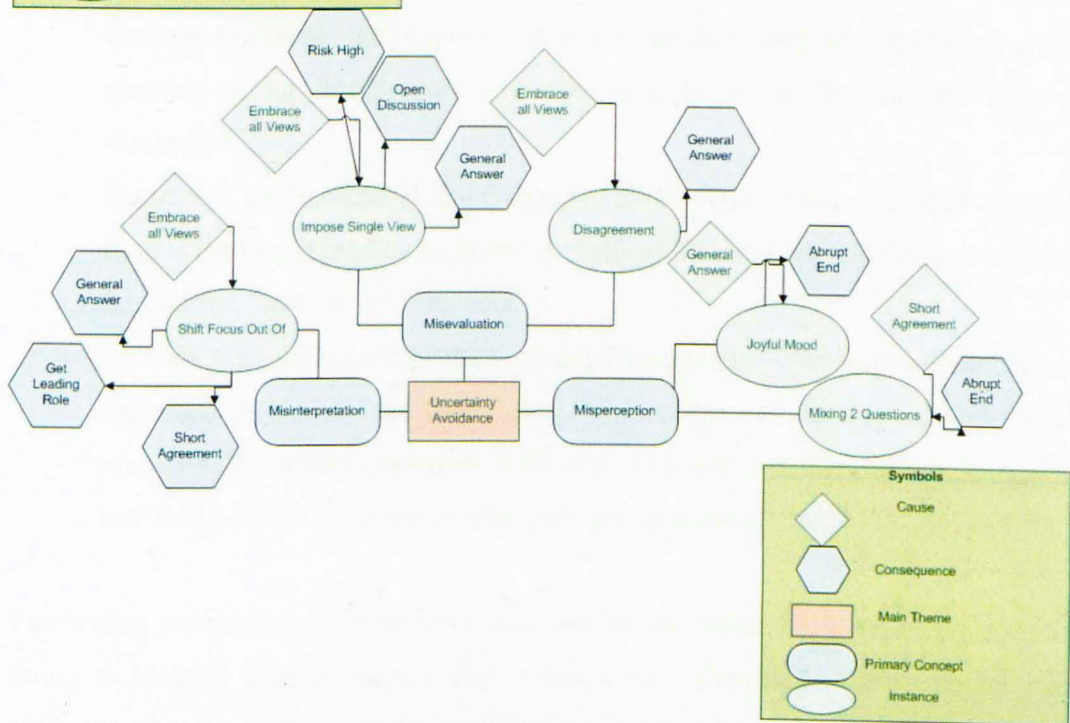 Risk High
Open
Discussion
Embrace
all Views
General
Answer
Impose Single View
Embrace
all Views
General
Answer
Disagreement
Embrace
all Views
General
Answer
Shift Focus Out Of
Get
Leading
Role
Short
Agreement
Misevaluation
General
Answer
Abrupt
End
Joyful Mood
Short
Agreement
Misinterpretation
Uncertainty
Avoidance
Misperception
Mixing 2 Questions
Abrupt
End
Symbols
Cause
Consequence
Main Theme
Primary Concept
Instance